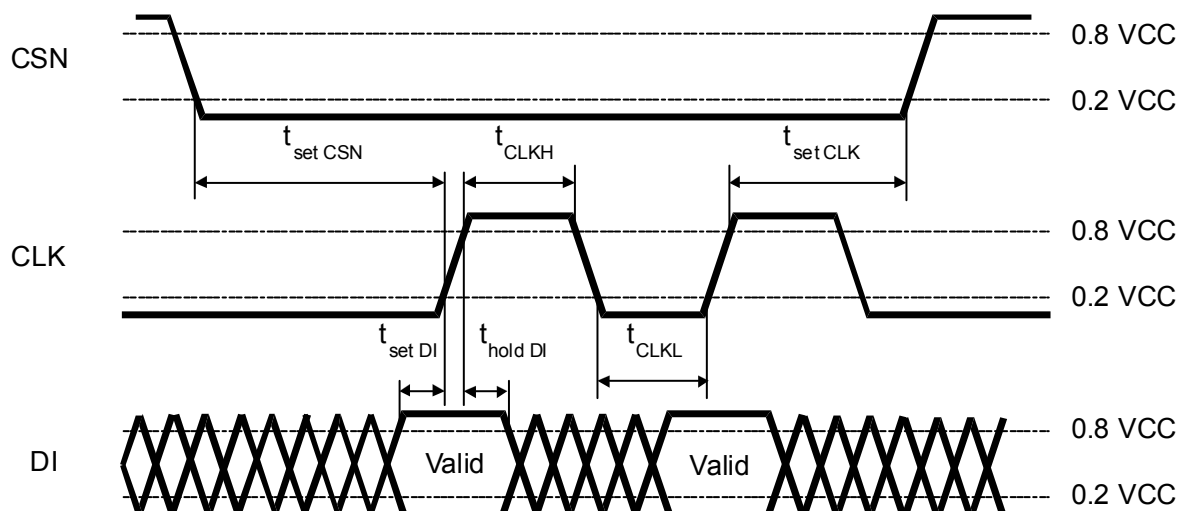 CSN
0.8 VCC
0.2 VCC
t set CSN
t CLKH
t set CLK
CLK
0.8 VCC
0.2 VCC
t set DI
t hold DI
t CLKL
DI
Valid
Valid
0.8 VCC
0.2 VCC